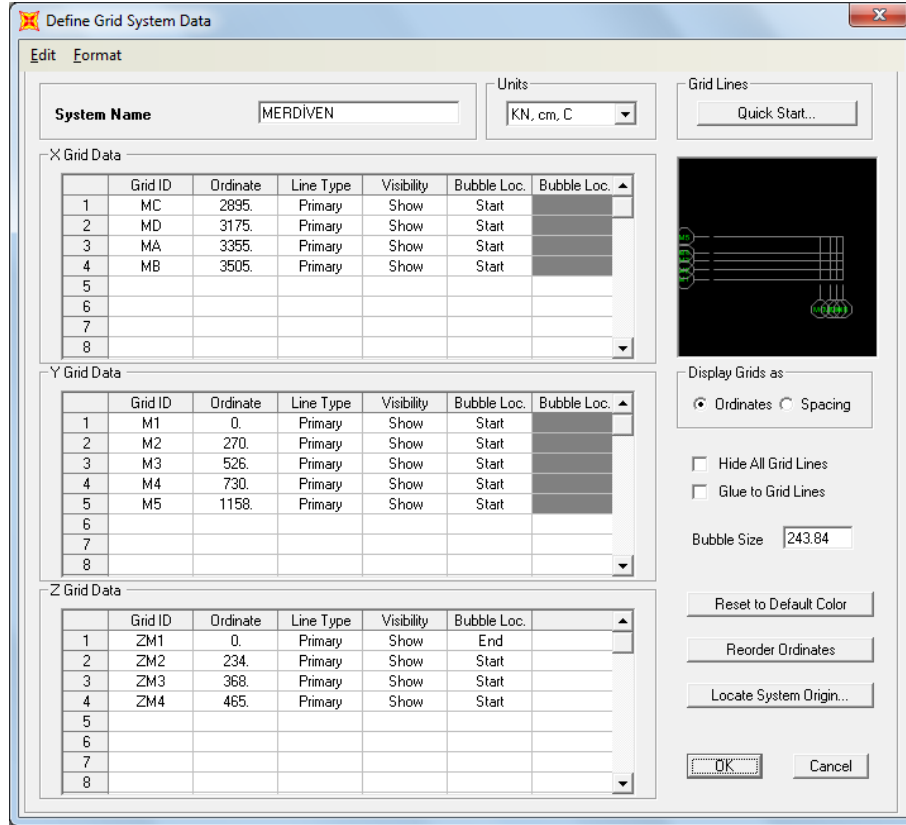 Define Grid System Data
Edit Format
System Name MERDİVEN
Units
KN, cm, C
Grid Lines
Quick Start...
X Grid Data
Grid ID Ordinate Line Type Visibility Bubble Loc. Bubble Loc.
1 MC 2895. Primary Show Start
2 MD 3175. Primary Show Start
3 MA 3355. Primary Show Start
4 MB 3505. Primary Show Start
5
6
7
8
Y Grid Data
Grid ID Ordinate Line Type Visibility Bubble Loc. Bubble Loc.
1 M1 0. Primary Show Start
2 M2 270. Primary Show Start
3 M3 526. Primary Show Start
4 M4 730. Primary Show Start
5 M5 1158. Primary Show Start
6
7
8
Display Grids as
Ordinates Spacing
Hide All Grid Lines
Glue to Grid Lines
Bubble Size 243.84
Z Grid Data
Grid ID Ordinate Line Type Visibility Bubble Loc.
1 ZM1 0. Primary Show End
2 ZM2 234. Primary Show Start
3 ZM3 368. Primary Show Start
4 ZM4 465. Primary Show Start
5
6
7
8
Reset to Default Color
Reorder Ordinates
Locate System Origin...
OK Cancel